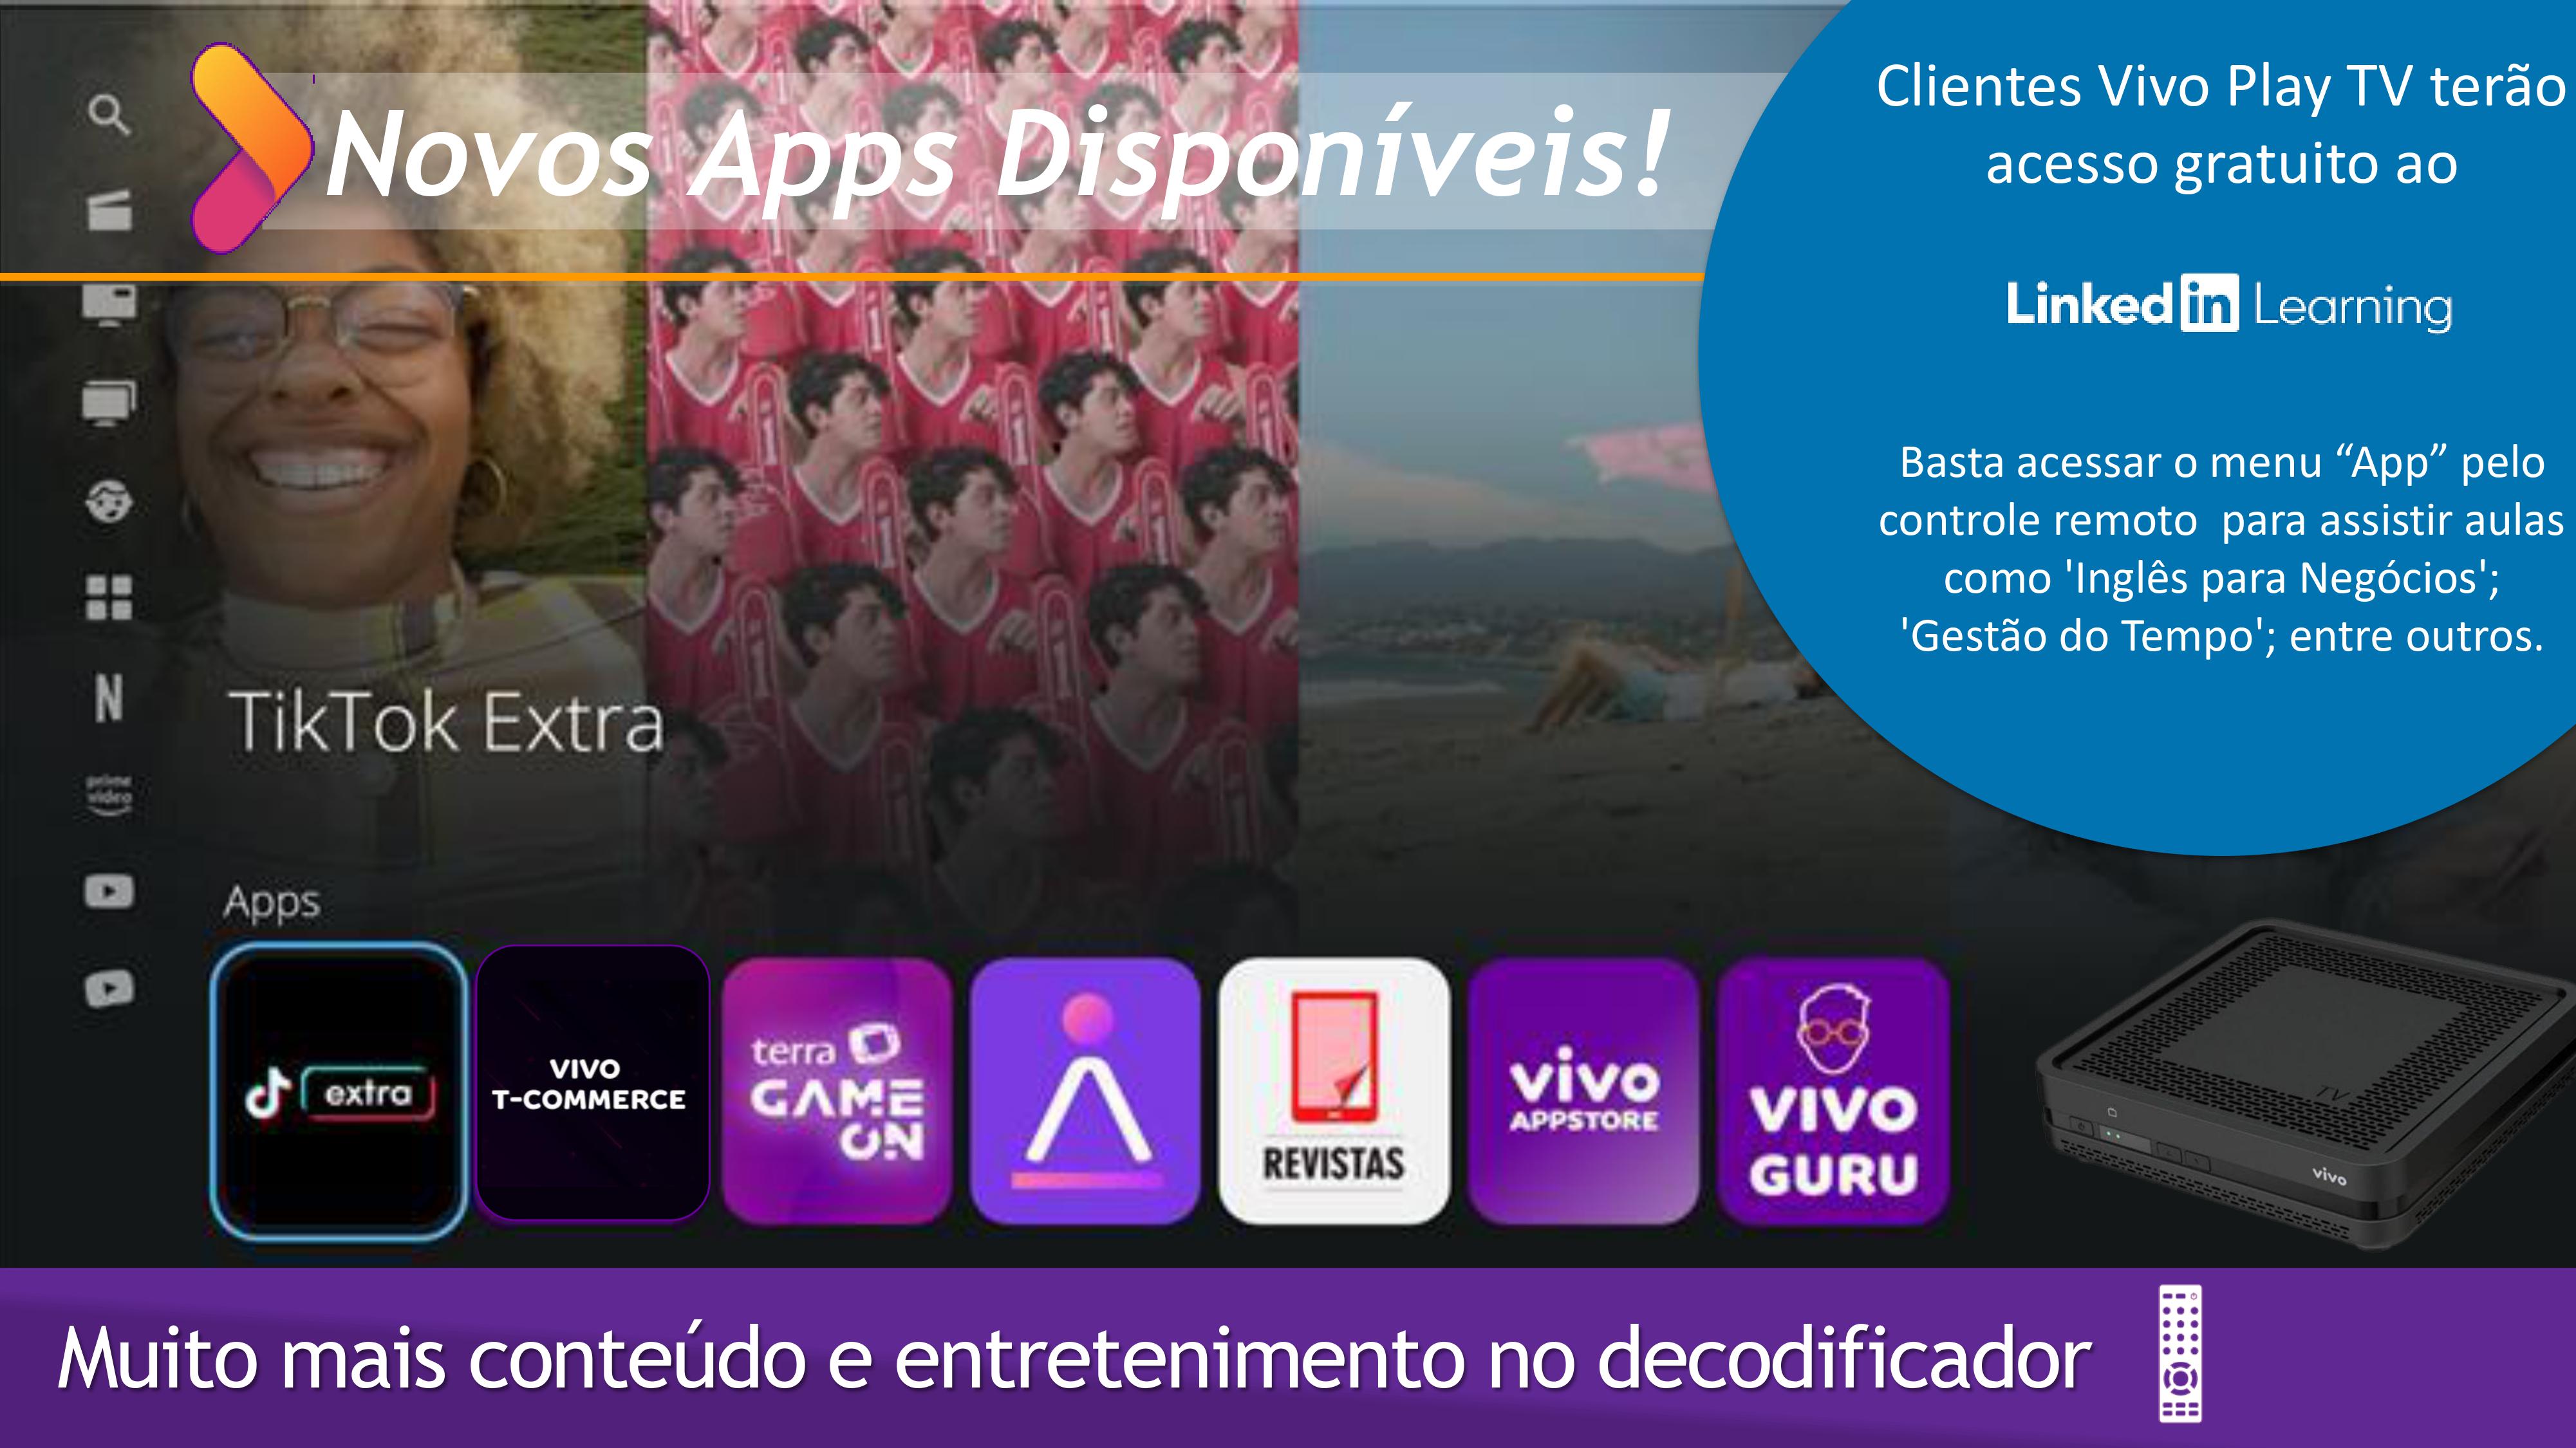 Novos Apps Disponíveis!
Clientes Vivo Play TV terão
acesso gratuito ao
Linkedin Learning
Basta acessar o menu “App” pelo
controle remoto  para assistir aulas
como 'Inglês para Negócios';
'Gestão do Tempo'; entre outros.
N
prime
video
TikTok Extra
Apps
extra
VIVO
T-COMMERCE
terra
GAME
ON
REVISTAS
vivo
APPSTORE
VIVO
GURU
TV
vivo
Muito mais conteúdo e entretenimento no decodificador